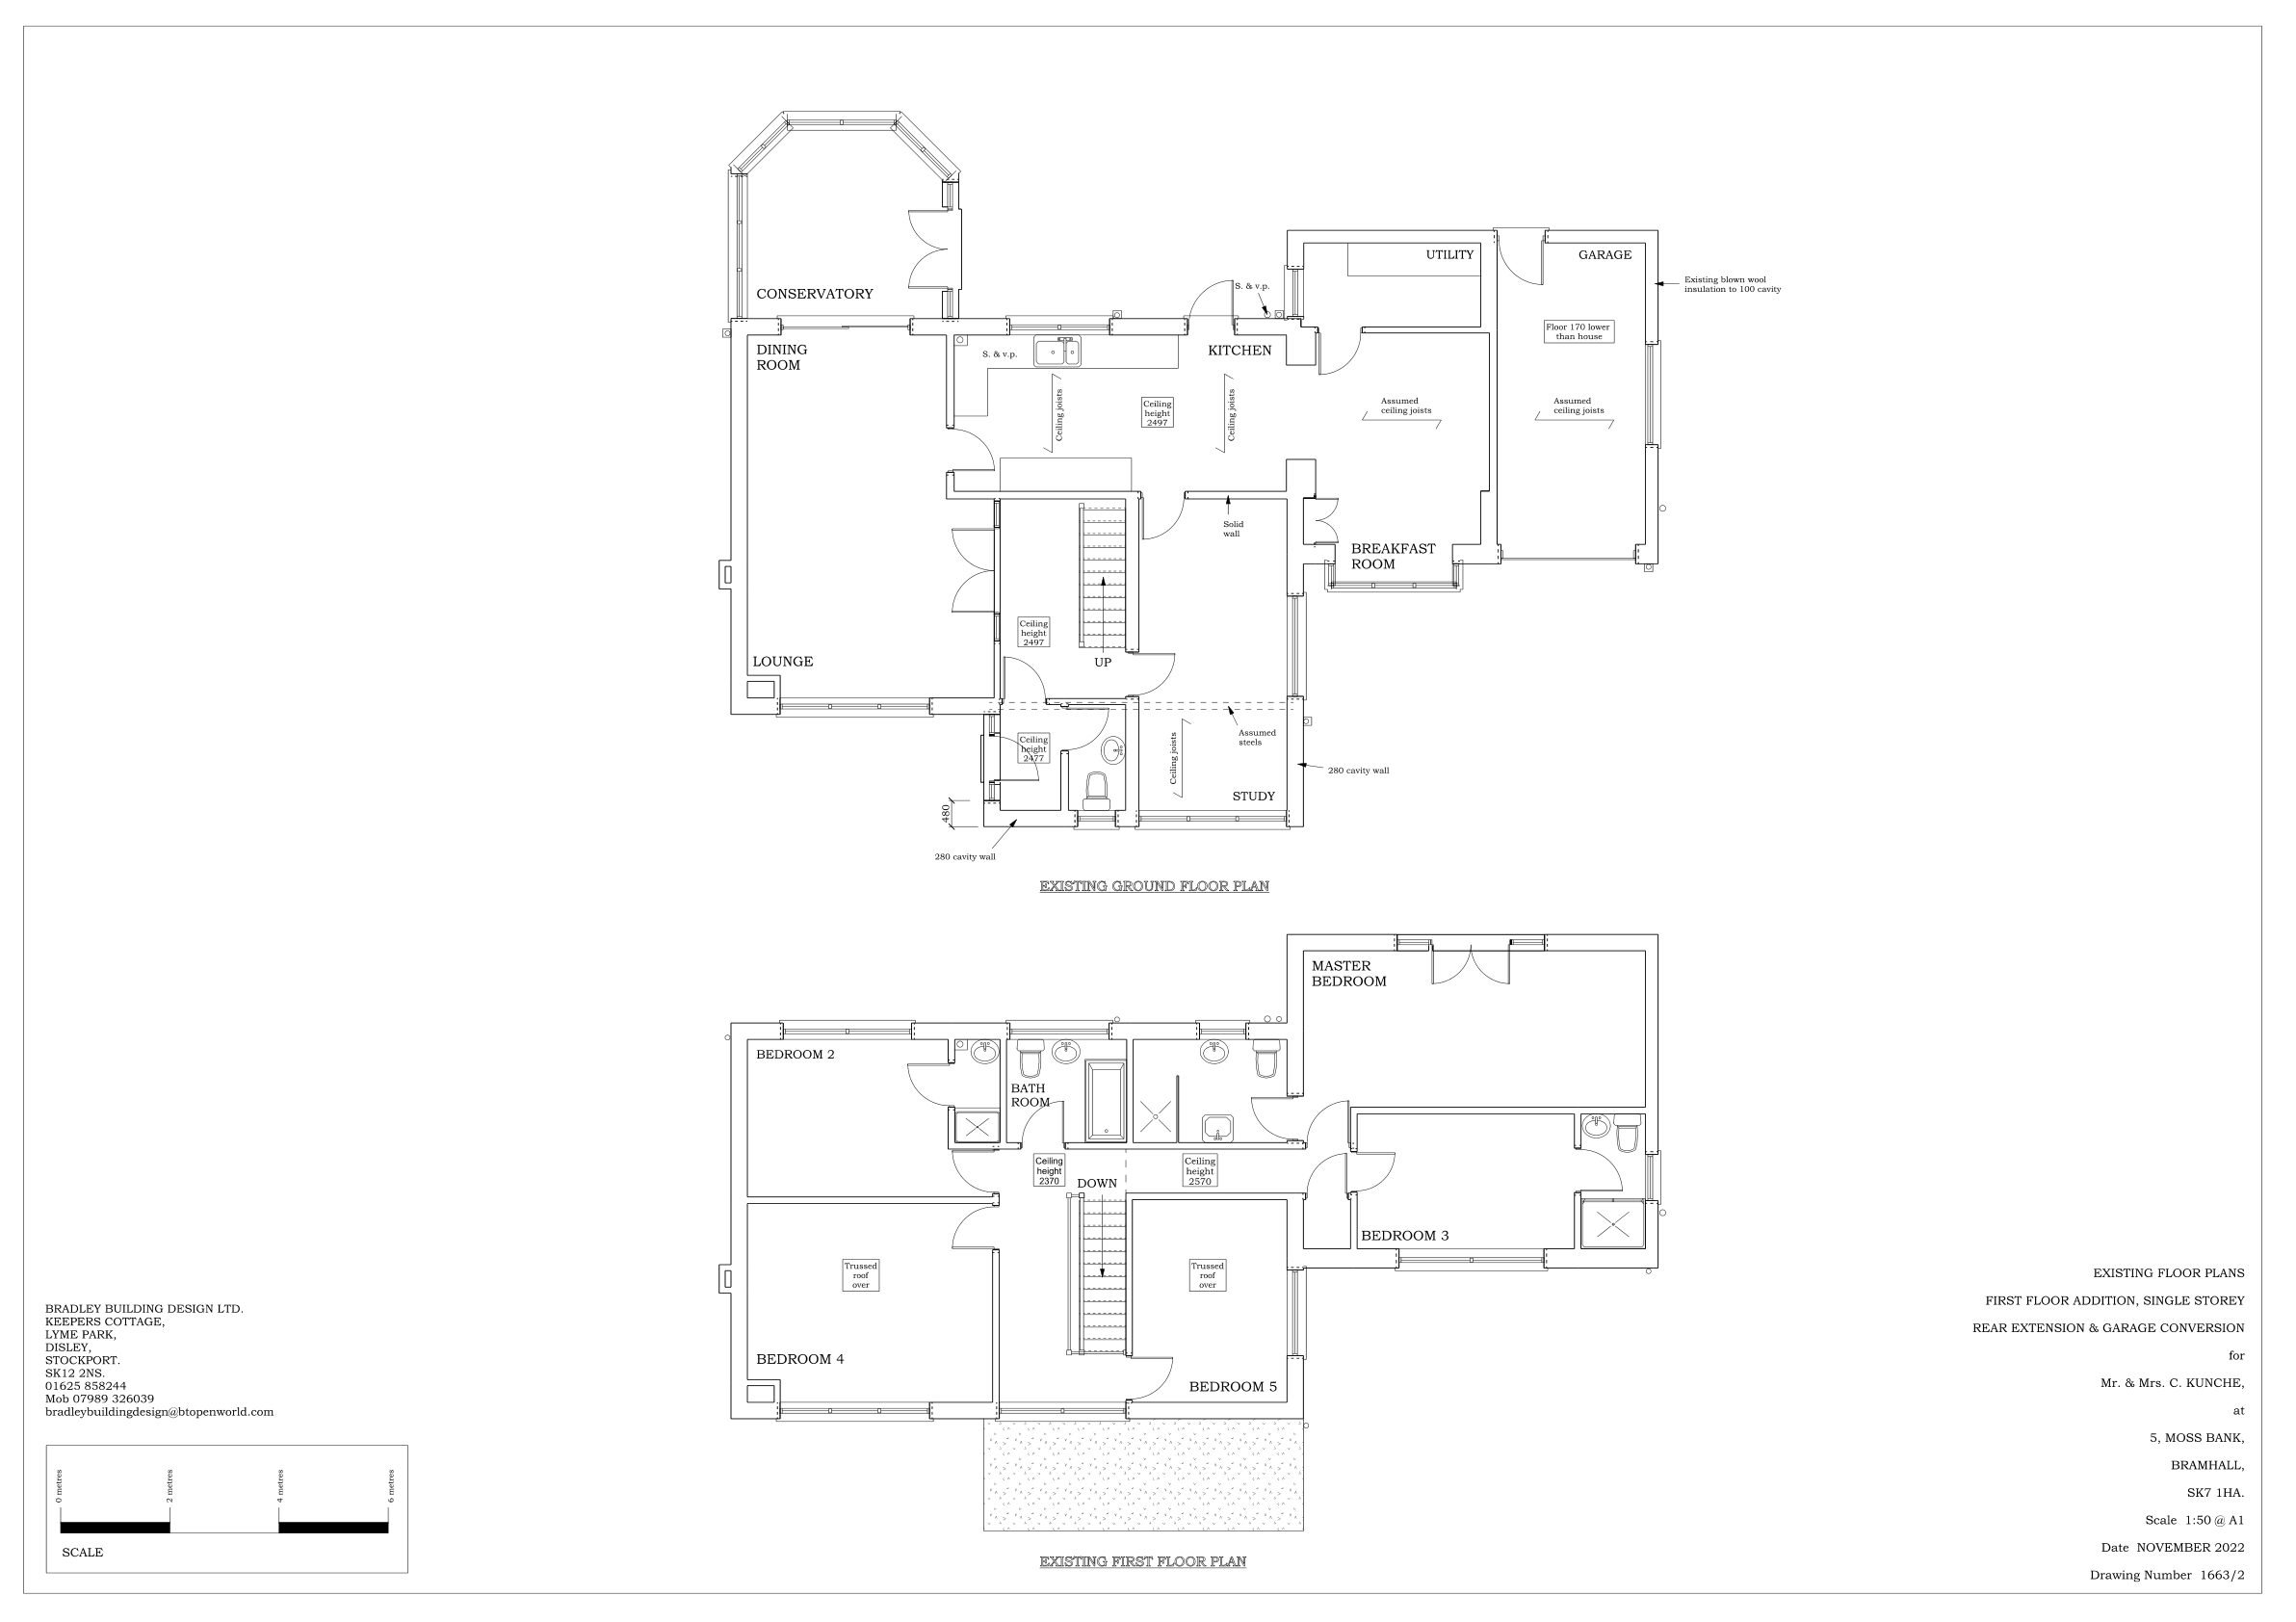 CONSERVATORY
UTILITY
GARAGE
Existing blown wool
insulation to 100 cavity
S. & v.p.
Floor 170 lower
than house
DINING
ROOM
S. & v.p.
KITCHEN
Ceiling joists
Ceiling
height
2497
Ceiling joists
Assumed
ceiling joists
Assumed
ceiling joists
Solid
wall
BREAKFAST
ROOM
Ceiling
height
2497
LOUNGE
UP
Ceiling
height
2477
Ceiling joists
Assumed
steels
280 cavity wall
STUDY
480
280 cavity wall
EXISTING GROUND FLOOR PLAN
MASTER
BEDROOM
BEDROOM 2
BATH
ROOM
Ceiling
height
2370
DOWN
Ceiling
height
2570
BEDROOM 3
Trussed
roof
over
Trussed
roof
over
BEDROOM 4
BEDROOM 5
EXISTING FIRST FLOOR PLAN
BRADLEY BUILDING DESIGN LTD.
KEEPERS COTTAGE,
LYME PARK,
DISLEY,
STOCKPORT.
SK12 2NS.
01625 858244
Mob 07989 326039
bradleybuildingdesign@btopenworld.com
0 metres
2 metres
4 metres
6 metres
SCALE
EXISTING FLOOR PLANS
FIRST FLOOR ADDITION, SINGLE STOREY
REAR EXTENSION & GARAGE CONVERSION
for
Mr. & Mrs. C. KUNCHE,
at
5, MOSS BANK,
BRAMHALL,
SK7 1HA.
Scale 1:50 @ A1
Date NOVEMBER 2022
Drawing Number 1663/2